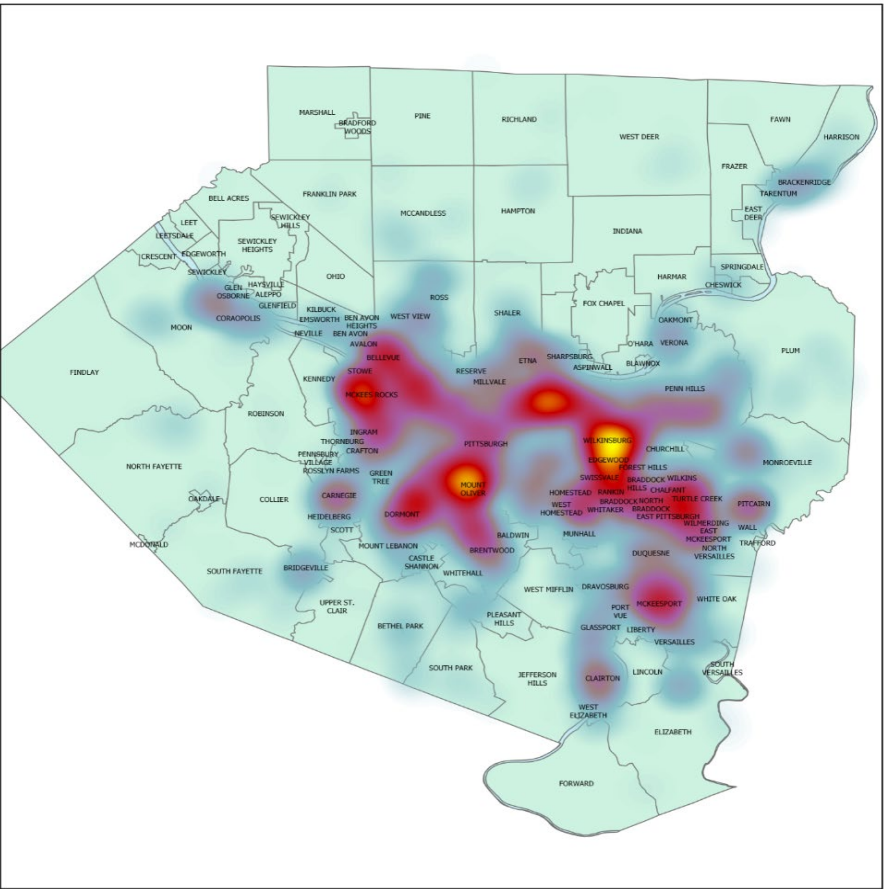 MARSHALL
BRADFORD
WOODS
PINE
RICHLAND
WEST DEER
FAWN
HARRISON
FRAZER
BRACKENRIDGE
TARENTUM
EAST
DEER
FRANKLIN PARK
BELL ACRES
MCCANDLESS
HAMPTON
INDIANA
LEET
LEETSDALE
SEWICKLEY
HILLS
EDGEWORTH
SEWICKLEY
HEIGHTS
CRESCENT
SEWICKLEY
OHIO
HARMAR
SPRINGDALE
CHESWICK
GLEN
OSBORNE
HAYSVILLE
ALEPPO
GLENFIELD
ROSS
SHALER
FOX CHAPEL
MOON
CORAOPOLIS
KILBUCK
EMSWORTH
BEN AVON
HEIGHTS
WEST VIEW
OAKMONT
NEVILLE
BEN AVON
AVALON
O'HARA
VERONA
PLUM
BELLEVUE
ETNA
SHARPSBURG
ASPINWALL
BLAWNOX
FINDLAY
KENNEDY
STOWE
RESERVE
MILLVALE
MCKEES ROCKS
PENN HILLS
ROBINSON
INGRAM
THORNBURG
CRAFTON
PITTSBURGH
WILKINSBURG
CHURCHILL
PENNSBURY
VILLAGE
ROSSLYN FARMS
EDGEWOOD
FOREST HILLS
MONROEVILLE
NORTH FAYETTE
GREEN
TREE
SWISSVALE
BRADDOCK
HILLS
WILKINS
OAKDALE
COLLIER
CARNEGIE
MOUNT
OLIVER
HOMESTEAD
RANKIN
CHALFANT
WEST
HOMESTEAD
WHITAKER
BRADDOCK
NORTH
BRADDOCK
TURTLE CREEK
PITCAIRN
HEIDELBERG
DORMONT
EAST PITTSBURGH
WILMERDING
WALL
SCOTT
BALDWIN
MUNHALL
EAST
MCKEESPORT
TRAFFORD
MCDONALD
MOUNT LEBANON
BRENTWOOD
NORTH
VERSAILLES
CASTLE
SHANNON
DUQUESNE
SOUTH FAYETTE
BRIDGEVILLE
WHITEHALL
WEST MIFFLIN
DRAVOSBURG
WHITE OAK
UPPER ST.
CLAIR
PORT
VUE
MCKEESPORT
BETHEL PARK
PLEASANT
HILLS
GLASSPORT
LIBERTY
VERSAILLES
SOUTH PARK
JEFFERSON
HILLS
CLAIRTON
LINCOLN
SOUTH
VERSAILLES
WEST
ELIZABETH
ELIZABETH
FORWARD